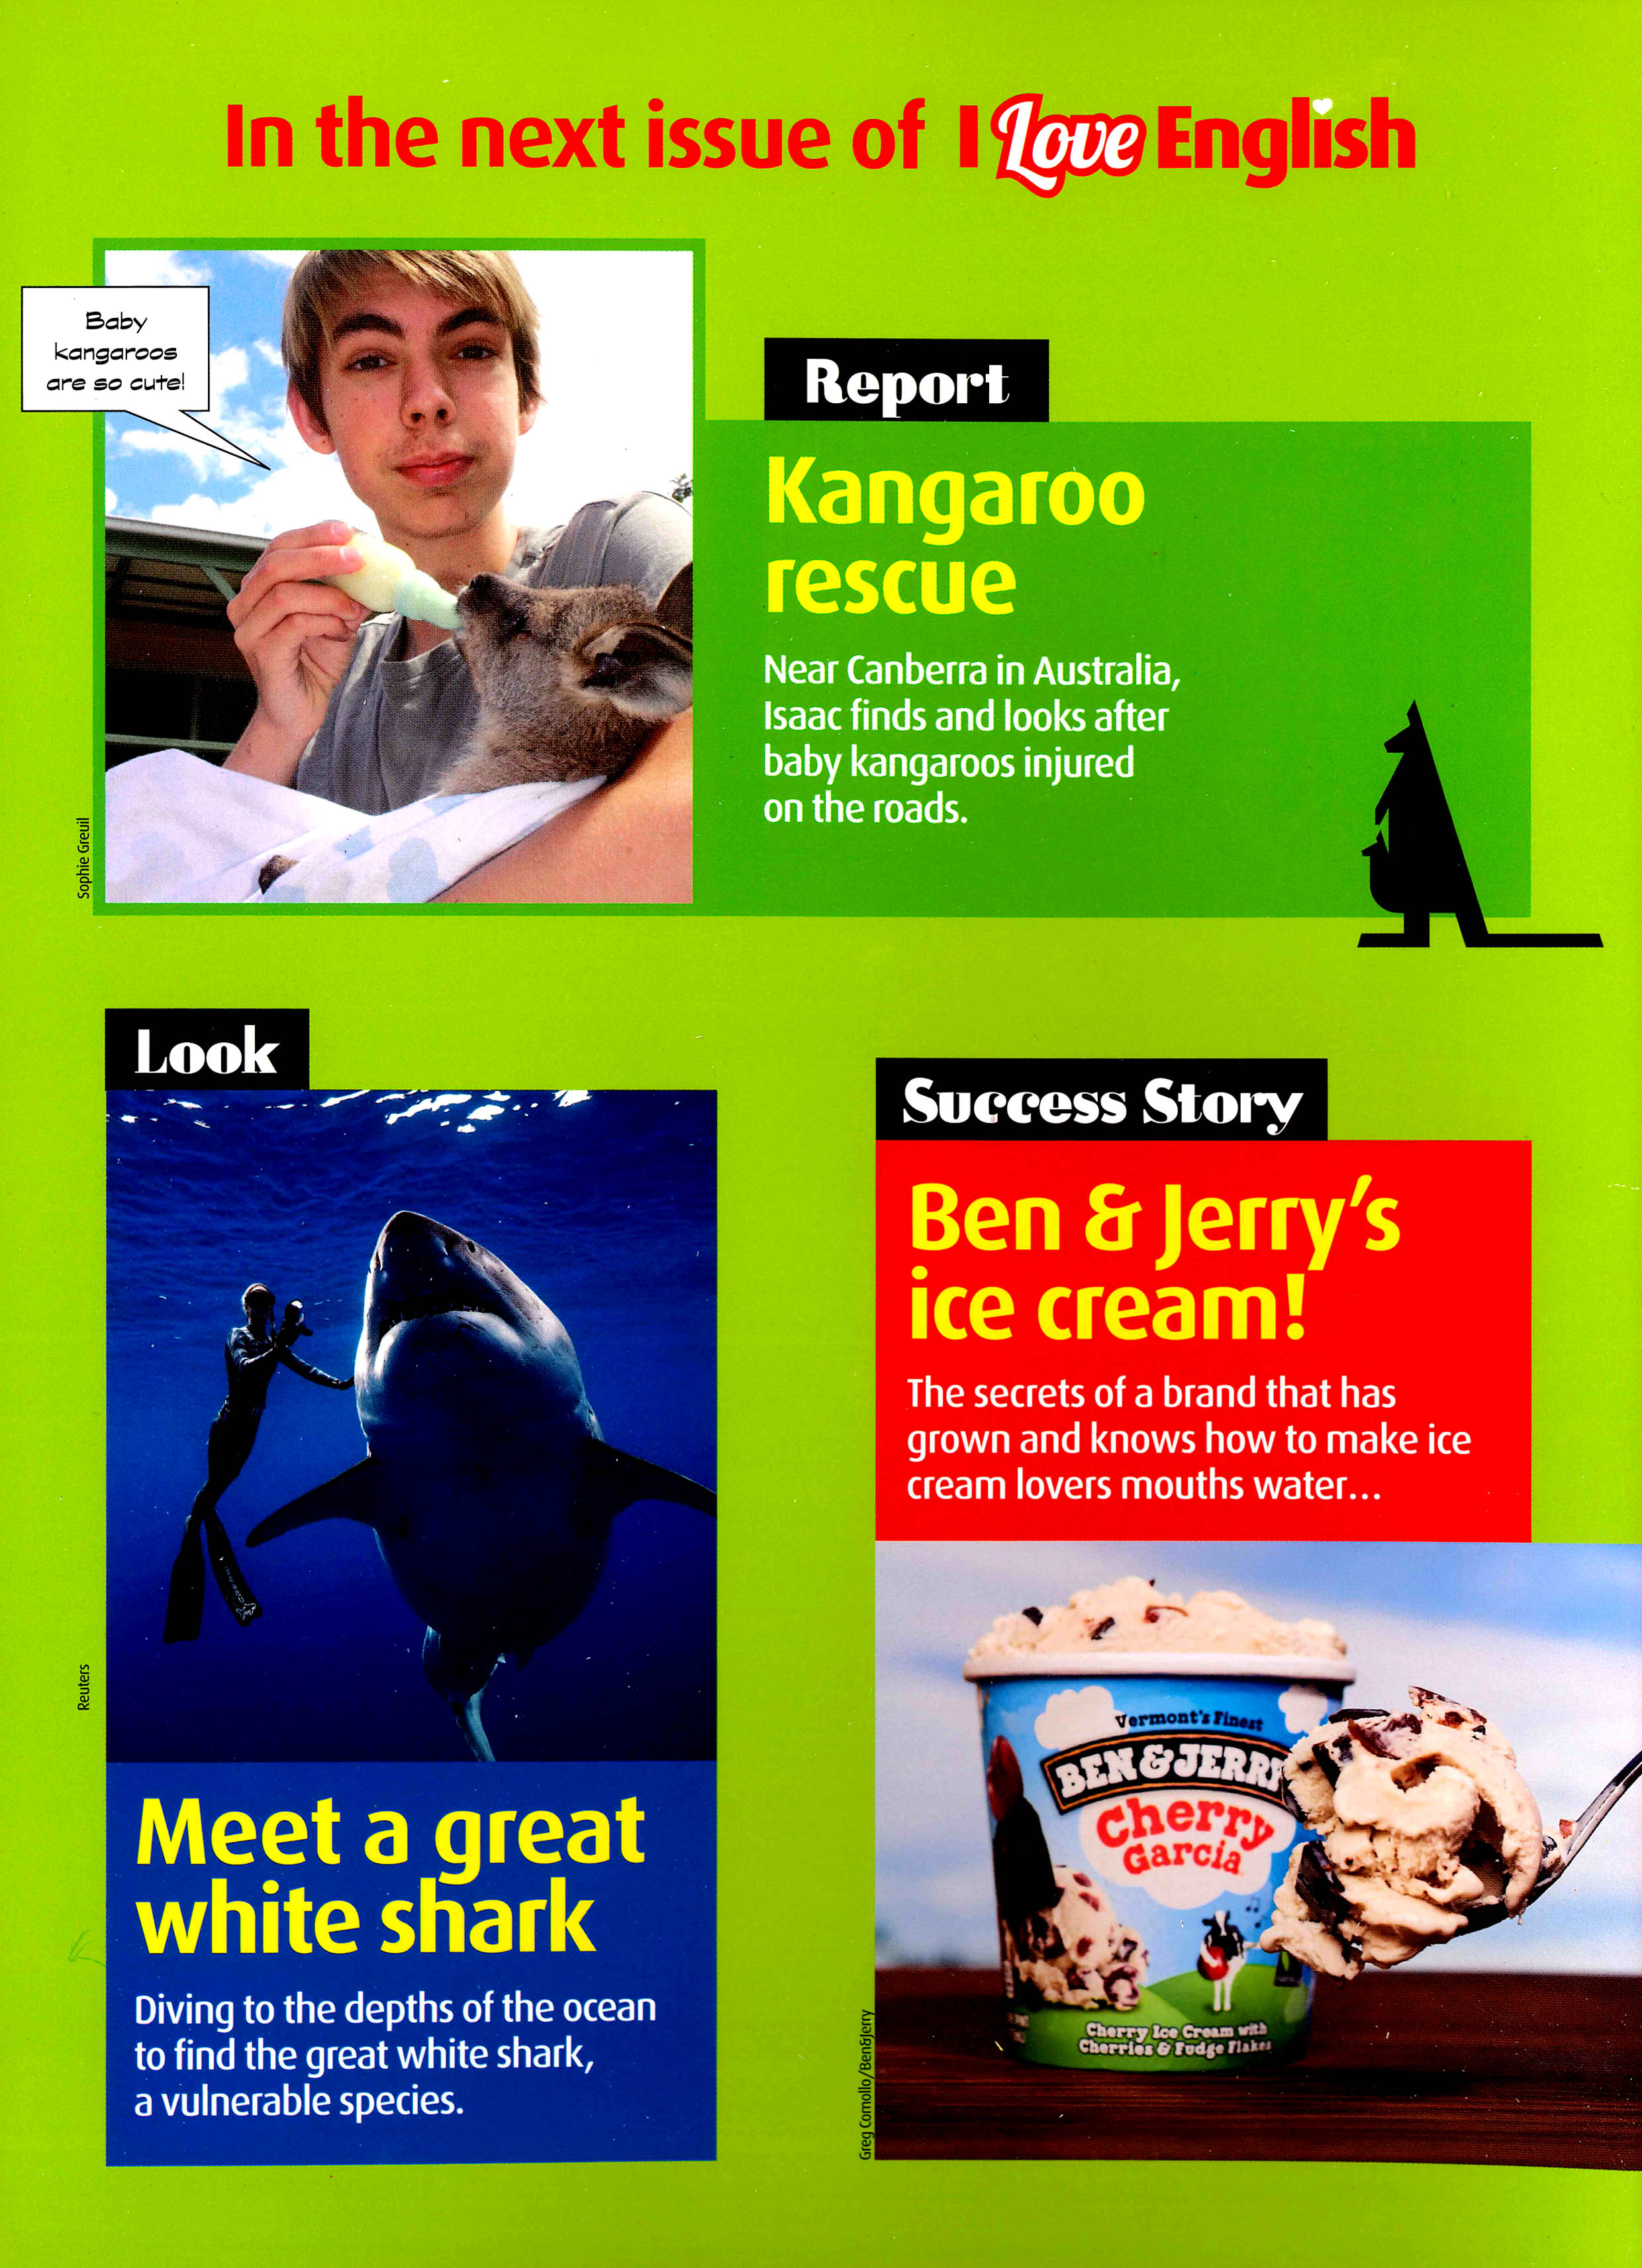 In the next issue of I Love English
Baby
kangaroos
are so cute!
Report
Kangaroo
rescue
Near Canberra in Australia,
Isaac finds and looks after
baby kangaroos injured
on the roads.
Sophie Greuil
Look
Meet a great
white shark
Diving to the depths of the ocean
to find the great white shark,
a vulnerable species.
Reuters
Success Story
Ben & Jerry's
ice cream!
The secrets of a brand that has
grown and knows how to make ice
cream lovers mouths water...
Vermont's Finest
BEN & JERRY
Cherry
Garcia
Cherry Ice Cream with
Cherries & Fudge Flakes
Greg Comollo/Ben&Jerry